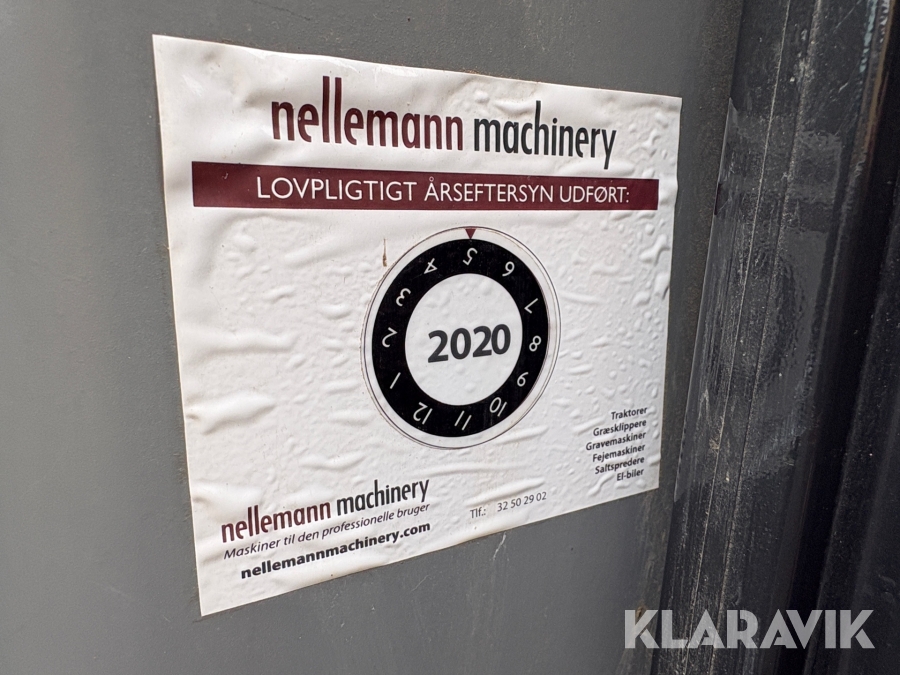 nellemann machinery
LOVPLIGTIGT ÅRSEFTERSYN UDFØRT:
1 2 3 4 5 6 7 8 9 10 11 12
2020
Traktorer
Græsklippere
Gravemaskiner
Fejemaskiner
Saltspredere
El-biler
nellemann machinery
Maskiner til den professionelle bruger
nellemannmachinery.com
Tlf.: 32 50 29 02
KLARAVIK